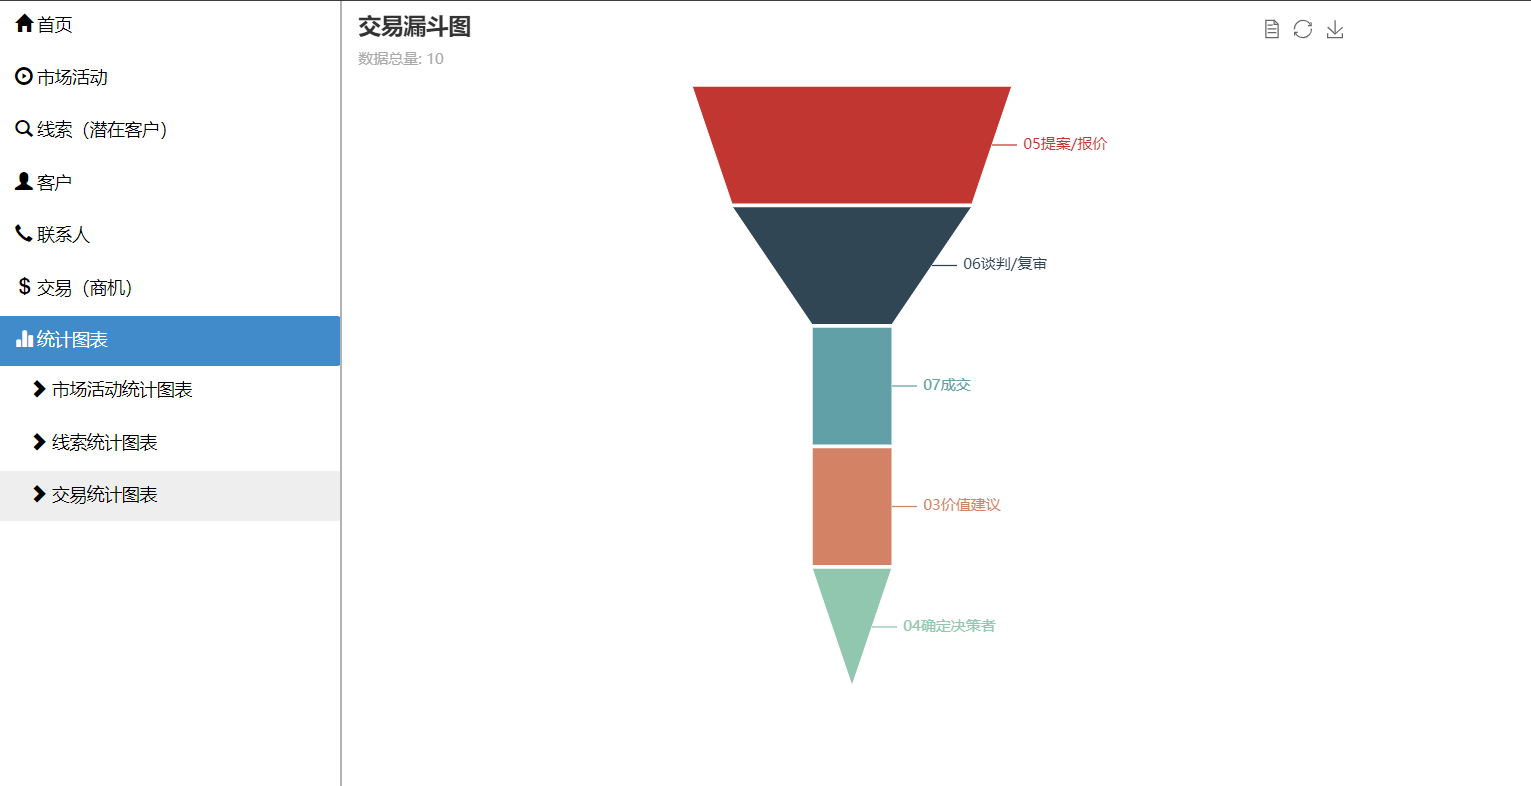 首页
市场活动
线索（潜在客户）
客户
联系人
交易（商机）
统计图表
市场活动统计图表
线索统计图表
交易统计图表
交易漏斗图
数据总量: 10
05提案/报价
06谈判/复审
07成交
03价值建议
04确定决策者